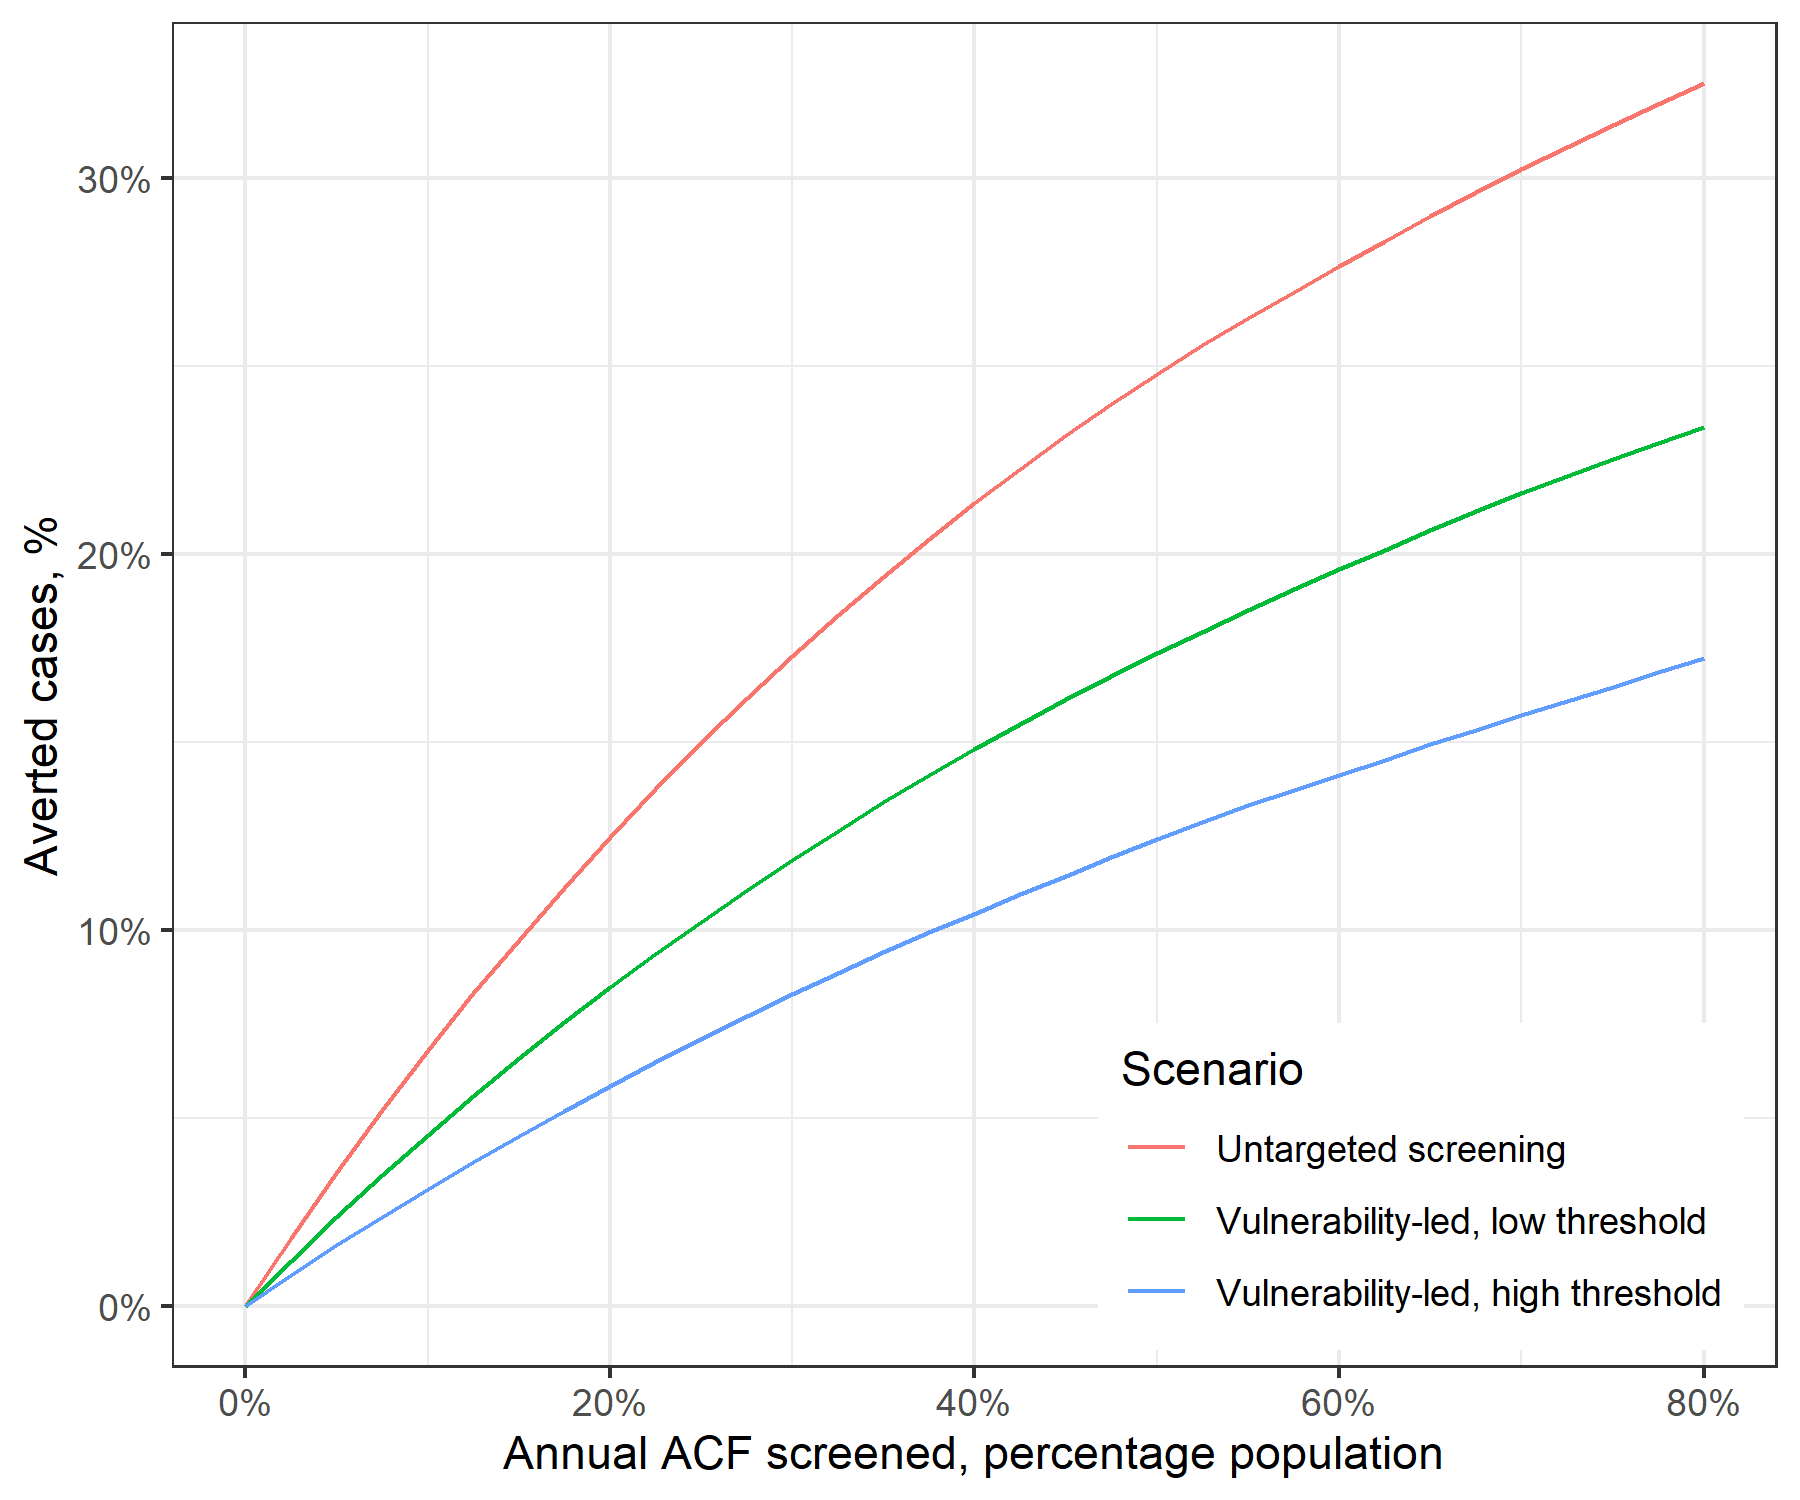 30%
20%
10%
0%
Averted cases, %
0%
20%
40%
60%
80%
Annual ACF screened, percentage population
Scenario
Untargeted screening
Vulnerability-led, low threshold
Vulnerability-led, high threshold